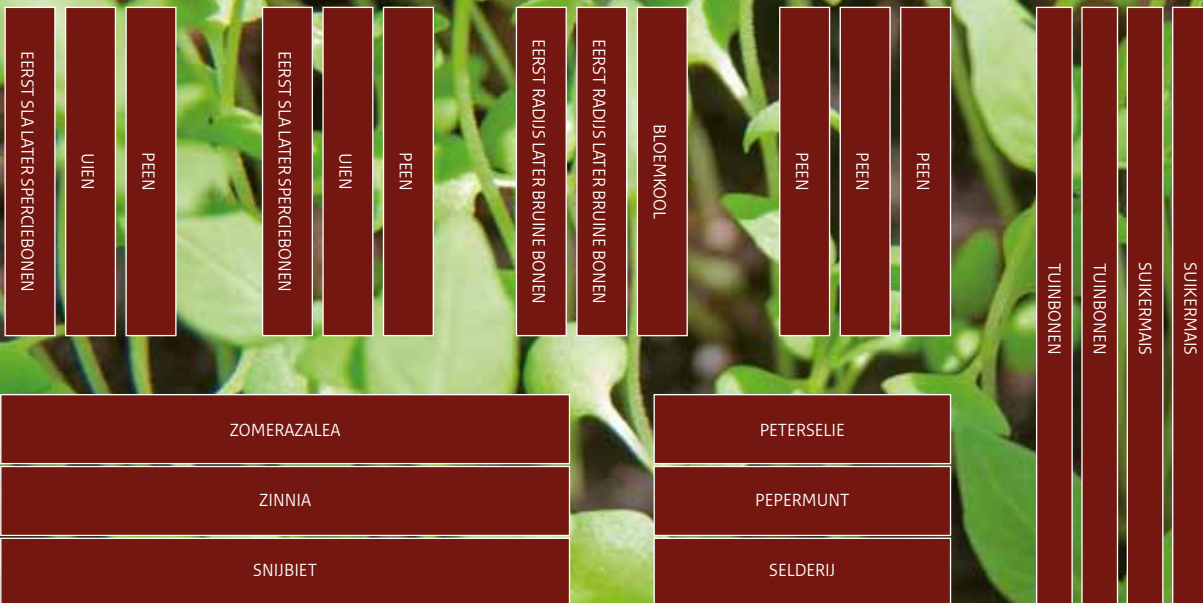 EERST SLA LATER SPERCIEBONEN
UIEN
PEEN
EERST SLA LATER SPERCIEBONEN
UIEN
PEEN
EERST RADIJS LATER BRUINE BONEN
EERST RADIJS LATER BRUINE BONEN
BLOEMKOOL
PEEN
PEEN
PEEN
TUINBONEN
TUINBONEN
SUIKERMAIS
SUIKERMAIS
ZOMERAZALEA
PETERSELIE
ZINNIA
PEPERMUNT
SNIJBIET
SELDERIJ